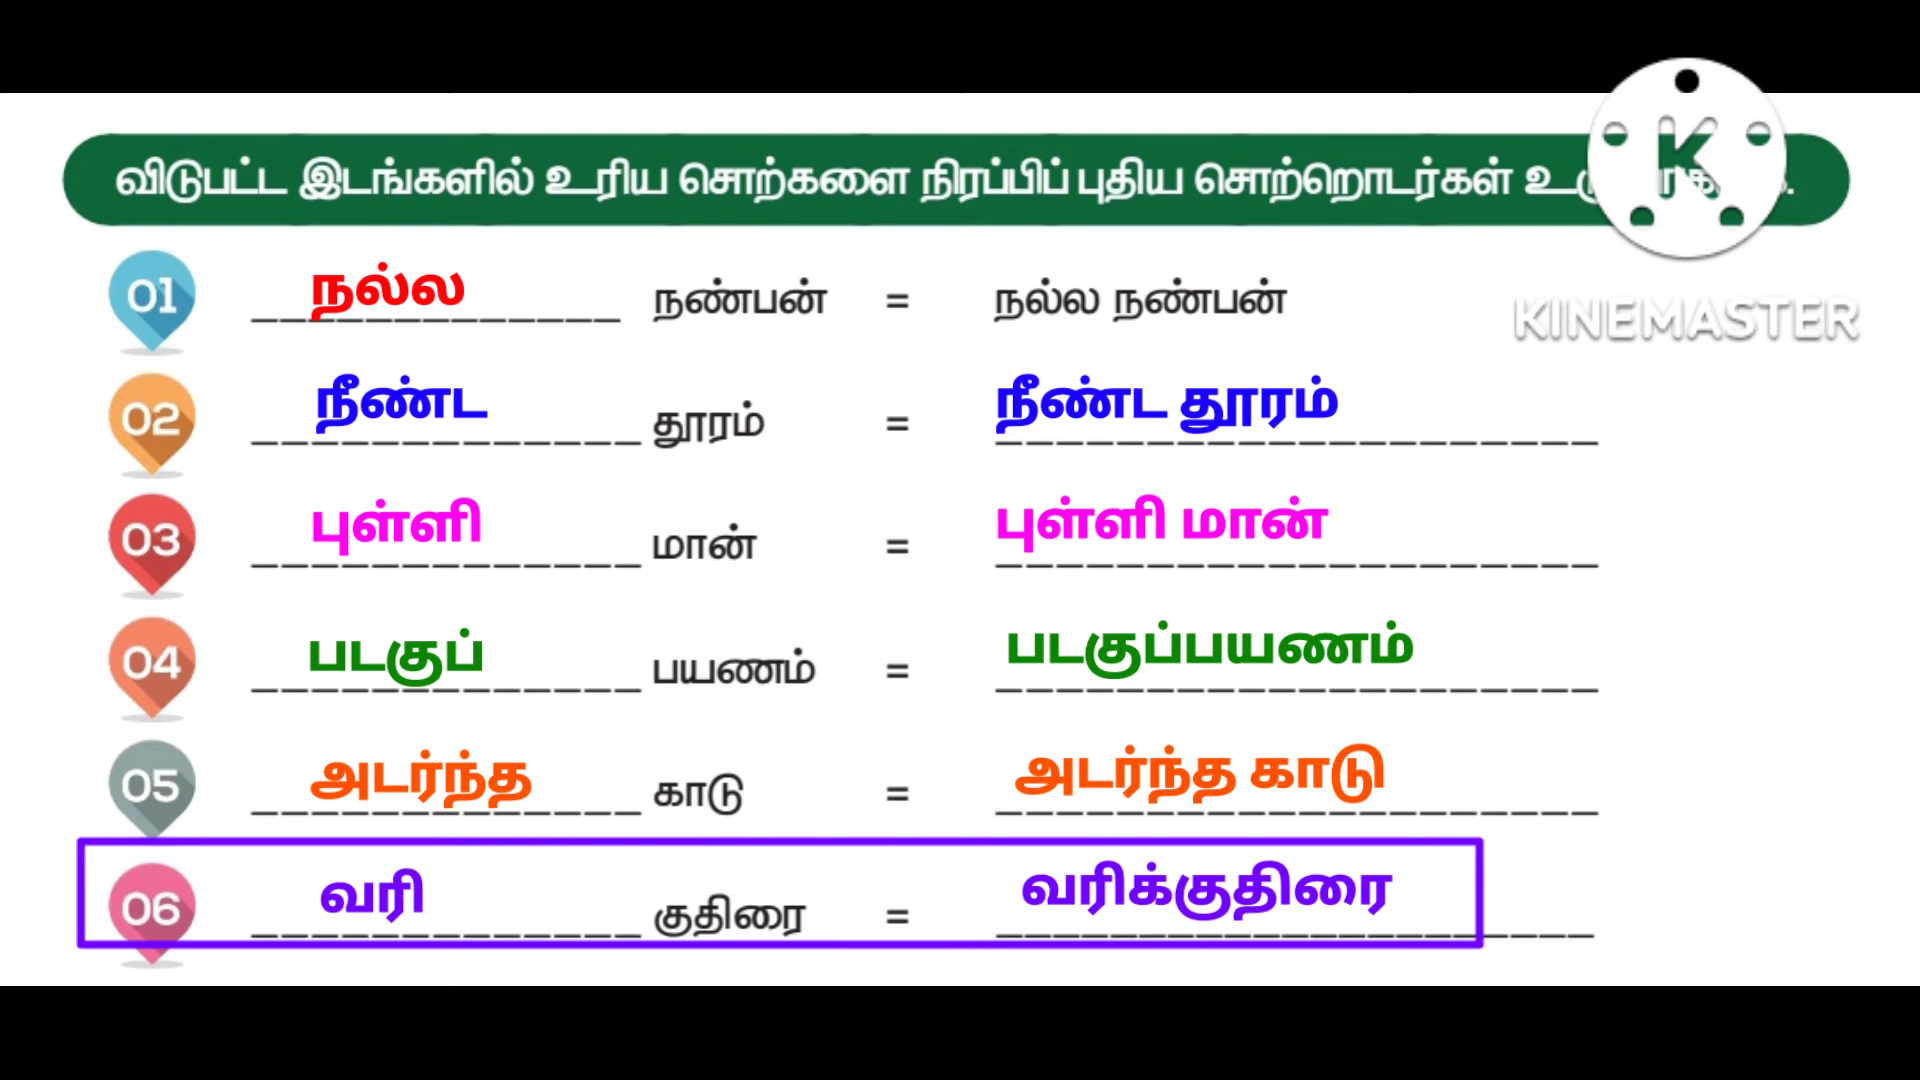 விடுபட்ட இடங்களில் உரிய சொற்களை நிரப்பிப் புதிய சொற்றொடர்கள்
KINEMASTER
01 நல்ல நண்பன் = நல்ல நண்பன்
02 நீண்ட தூரம் = நீண்ட தூரம்
03 புள்ளி மான் = புள்ளி மான்
04 படகுப் பயணம் = படகுப்பயணம்
05 அடர்ந்த காடு = அடர்ந்த காடு
06 வரி குதிரை = வரிக்குதிரை